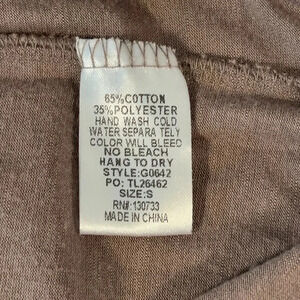 65%COTTON
35%POLYESTER
HAND WASH COLD
WATER SEPARA TELY
COLOR WILL BLEED
NO BLEACH
HANG TO DRY
STYLE:G0642
PO: TL26462
SIZE:S
RN#:130733
MADE IN CHINA